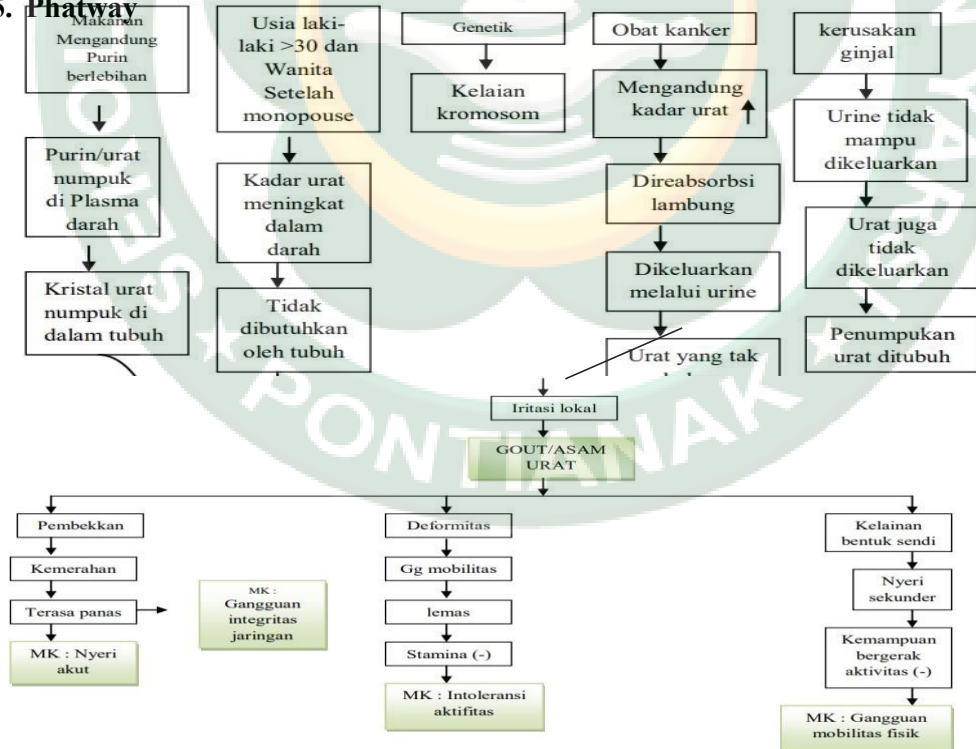 5. Phatway
Makanan
Mengandung
Purin
berlebihan
Purin/urat
numpuk
di Plasma
darah
Kristal urat
numpuk di
dalam tubuh
Usia laki-
laki >30 dan
Wanita
Setelah
monopouse
Kadar urat
meningkat
dalam
darah
Tidak
dibutuhkan
oleh tubuh
Genetik
Kelaian
kromosom
Obat kanker
Mengandung
kadar urat
Direabsorbsi
lambung
Dikeluarkan
melalui urine
Urat yang tak
kerusakan
ginjal
Urine tidak
mampu
dikeluarkan
Urat juga
tidak
dikeluarkan
Penumpukan
urat ditubuh
Iritasi lokal
GOUT/ASAM
URAT
Pembekkan
Kemerahan
Terasa panas
MK : Nyeri
akut
MK :
Gangguan
integritas
jaringan
Deformitas
Gg mobilitas
lemas
Stamina (-)
MK : Intoleransi
aktifitas
Kelainan
bentuk sendi
Nyeri
sekunder
Kemampuan
bergerak
aktivitas (-)
MK : Gangguan
mobilitas fisik
PONTIANAK